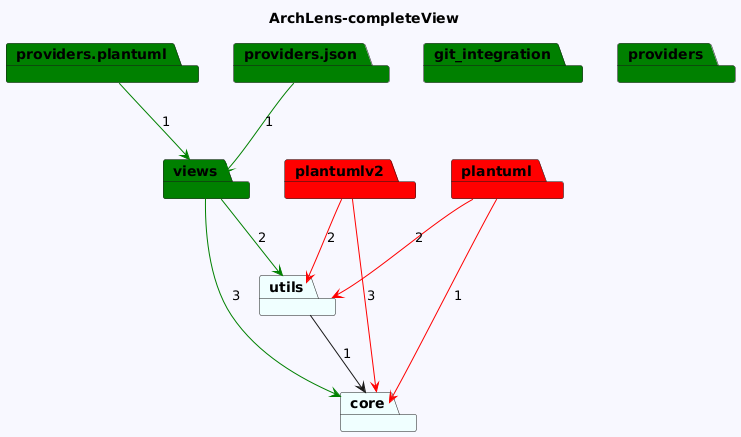 ArchLens-completeView
providers.plantuml
providers.json
git_integration
providers
1
1
views
plantumlv2
plantuml
2
2
2
utils
3
3
1
1
core